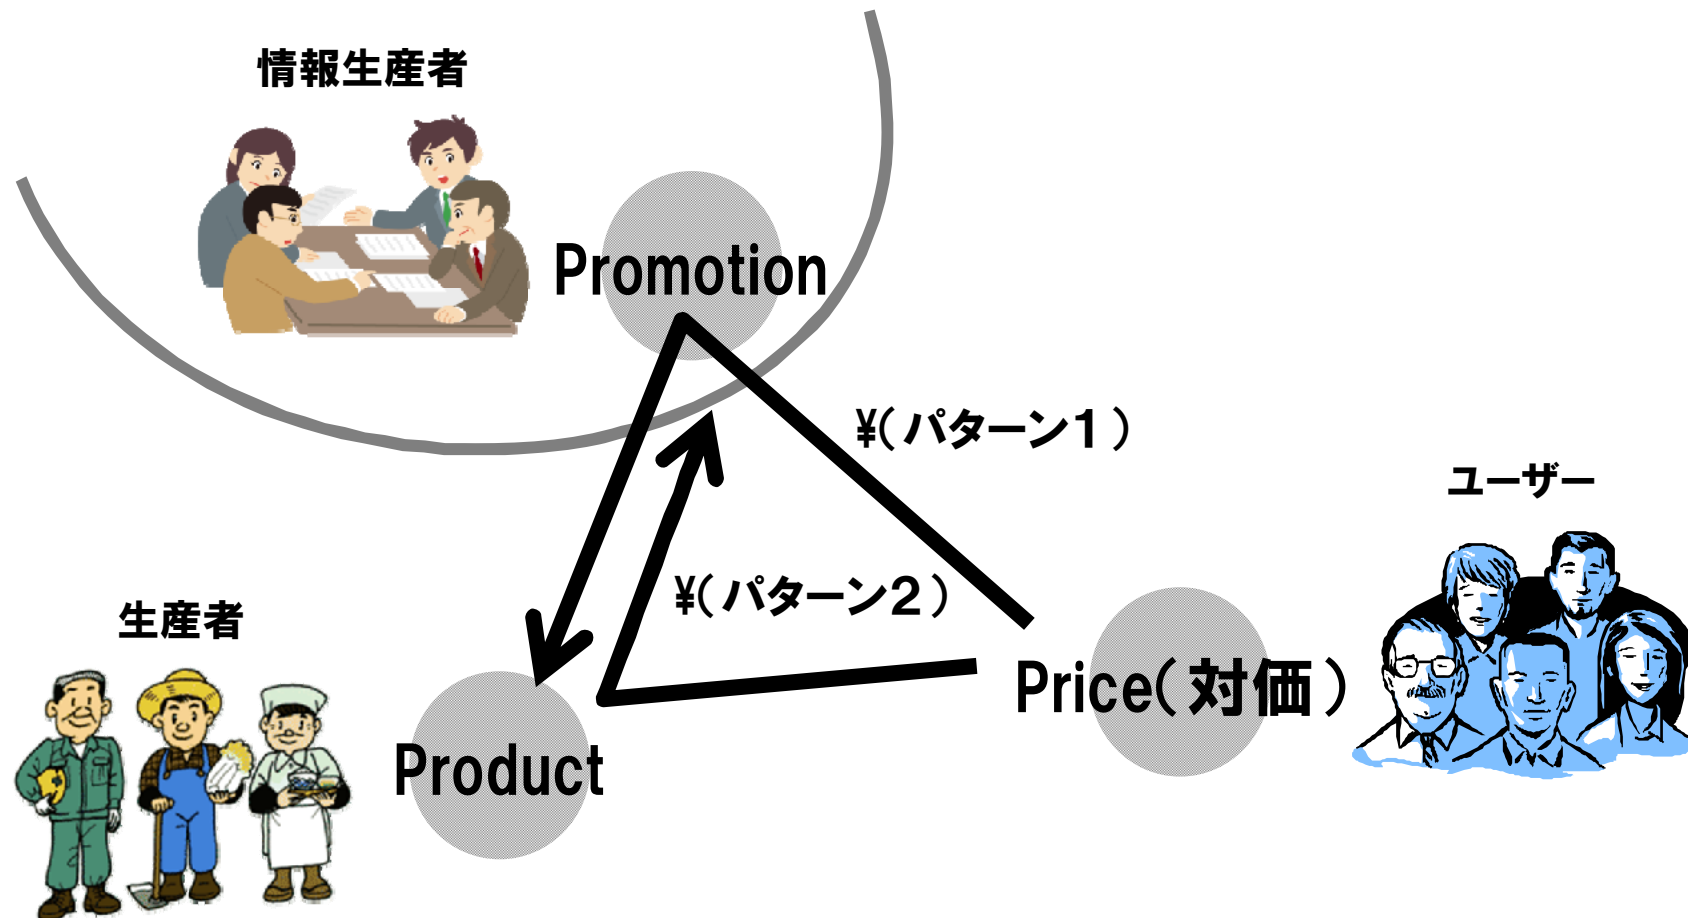 情報生産者
Promotion
¥(パターン1)
ユーザー
¥(パターン2)
生産者
Price(対価)
Product